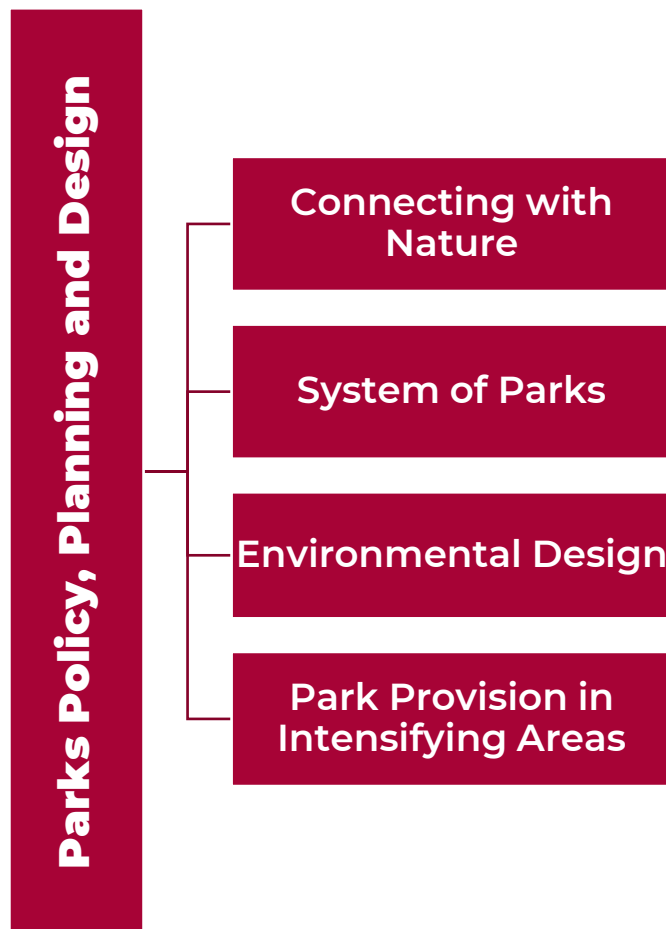 Parks Policy, Planning and Design
Connecting with
Nature
System of Parks
Environmental Design
Park Provision in
Intensifying Areas